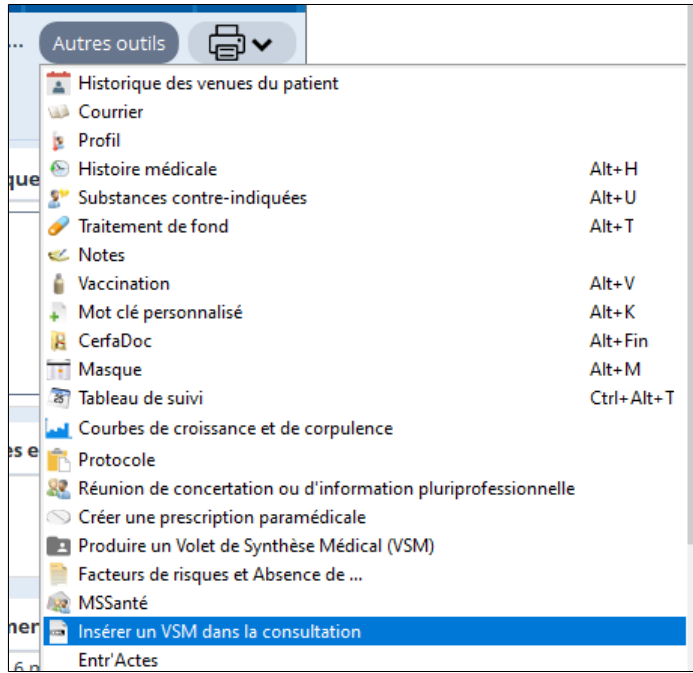 ... Autres outils
Historique des venues du patient
Courrier
Profil
Histoire médicale Alt+H
que
Substances contre-indiquées Alt+U
Traitement de fond Alt+T
Notes
Vaccination Alt+V
Mot clé personnalisé Alt+K
CerfaDoc Alt+Fin
Masque Alt+M
Tableau de suivi Ctrl+Alt+T
Courbes de croissance et de corpulence
es e
Protocole
Réunion de concertation ou d'information pluriprofessionnelle
Créer une prescription paramédicale
Produire un Volet de Synthèse Médical (VSM)
Facteurs de risques et Absence de ...
MSSanté
Insérer un VSM dans la consultation
Entr'Actes